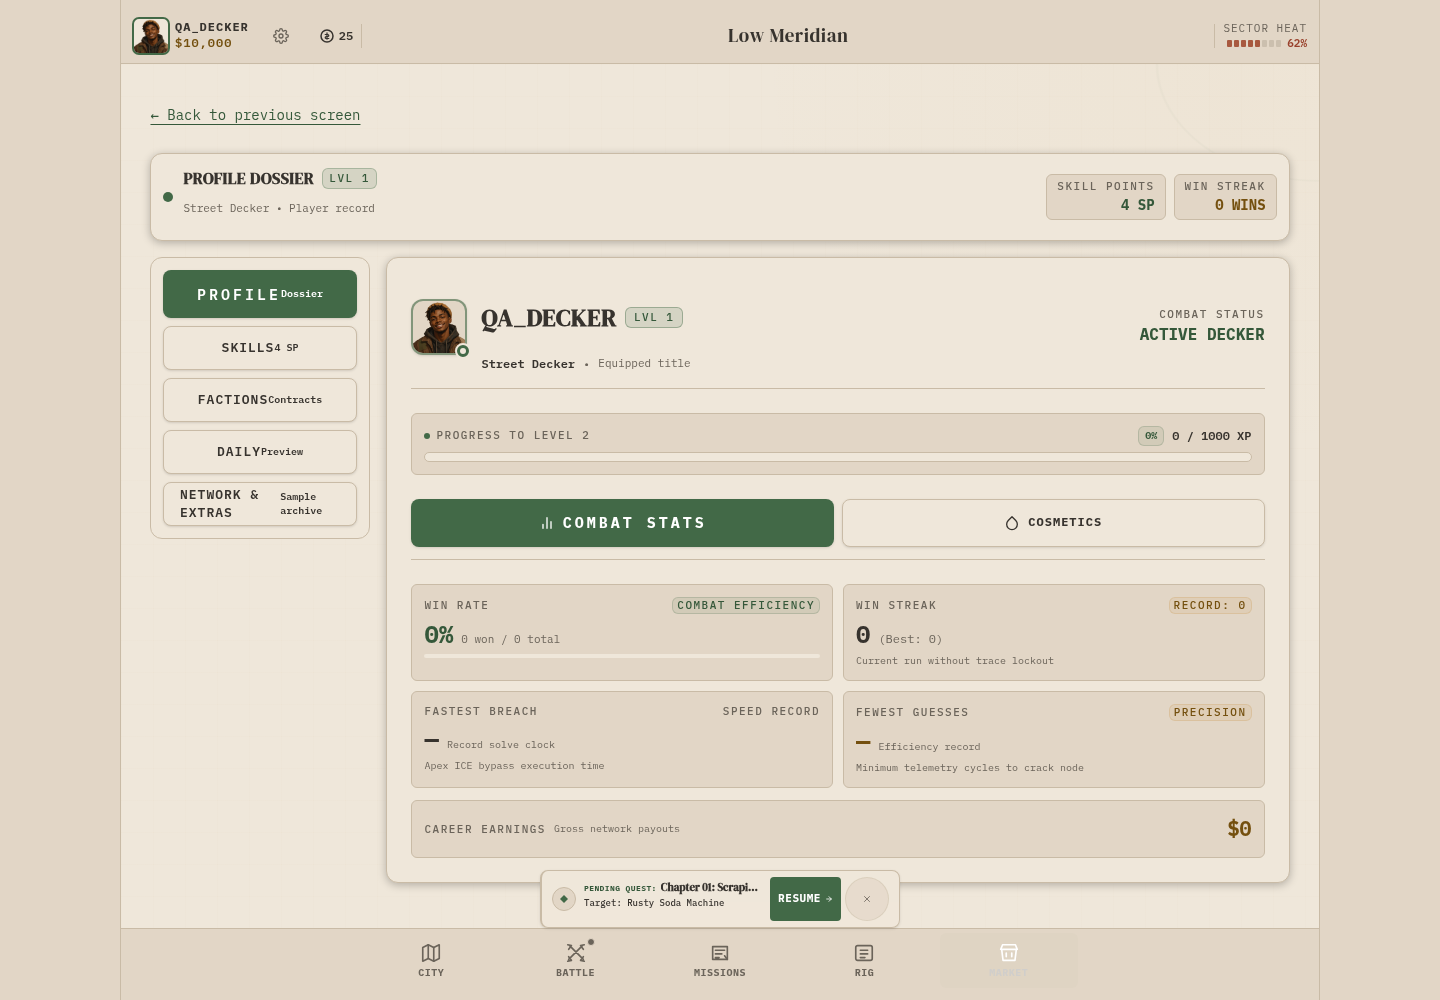 QA_DECKER
$10,000
25
Low Meridian
SECTOR HEAT
62%
← Back to previous screen
PROFILE DOSSIER LVL 1
Street Decker • Player record
SKILL POINTS
4 SP
WIN STREAK
0 WINS
PROFILE Dossier
SKILLS 4 SP
FACTIONS Contracts
DAILY Preview
NETWORK & EXTRAS Sample archive
QA_DECKER LVL 1
Street Decker • Equipped title
COMBAT STATUS
ACTIVE DECKER
PROGRESS TO LEVEL 2
0% 0 / 1000 XP
COMBAT STATS
COSMETICS
WIN RATE COMBAT EFFICIENCY
0% 0 won / 0 total
WIN STREAK RECORD: 0
0 (Best: 0)
Current run without trace lockout
FASTEST BREACH SPEED RECORD
— Record solve clock
Apex ICE bypass execution time
FEWEST GUESSES PRECISION
— Efficiency record
Minimum telemetry cycles to crack node
CAREER EARNINGS Gross network payouts
$0
PENDING QUEST: Chapter 01: Scrapi...
Target: Rusty Soda Machine
RESUME →
×
CITY
BATTLE
MISSIONS
RIG
MARKET